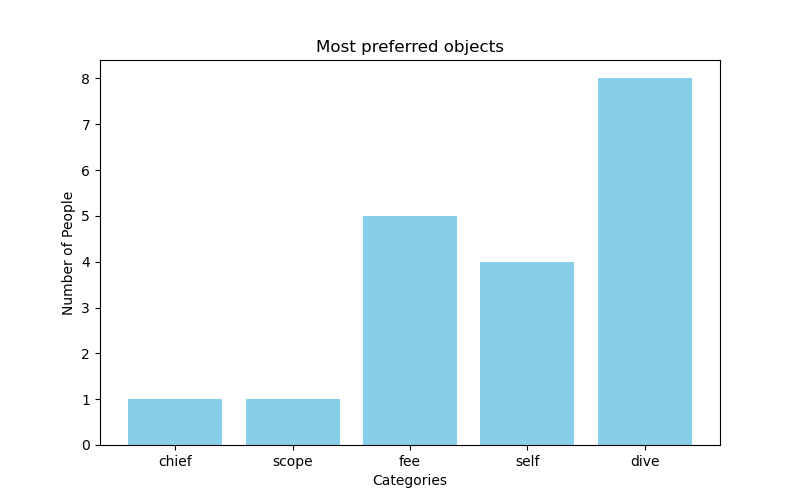 Most preferred objects
Number of People
8
7
6
5
4
3
2
1
0
chief scope fee self dive
Categories